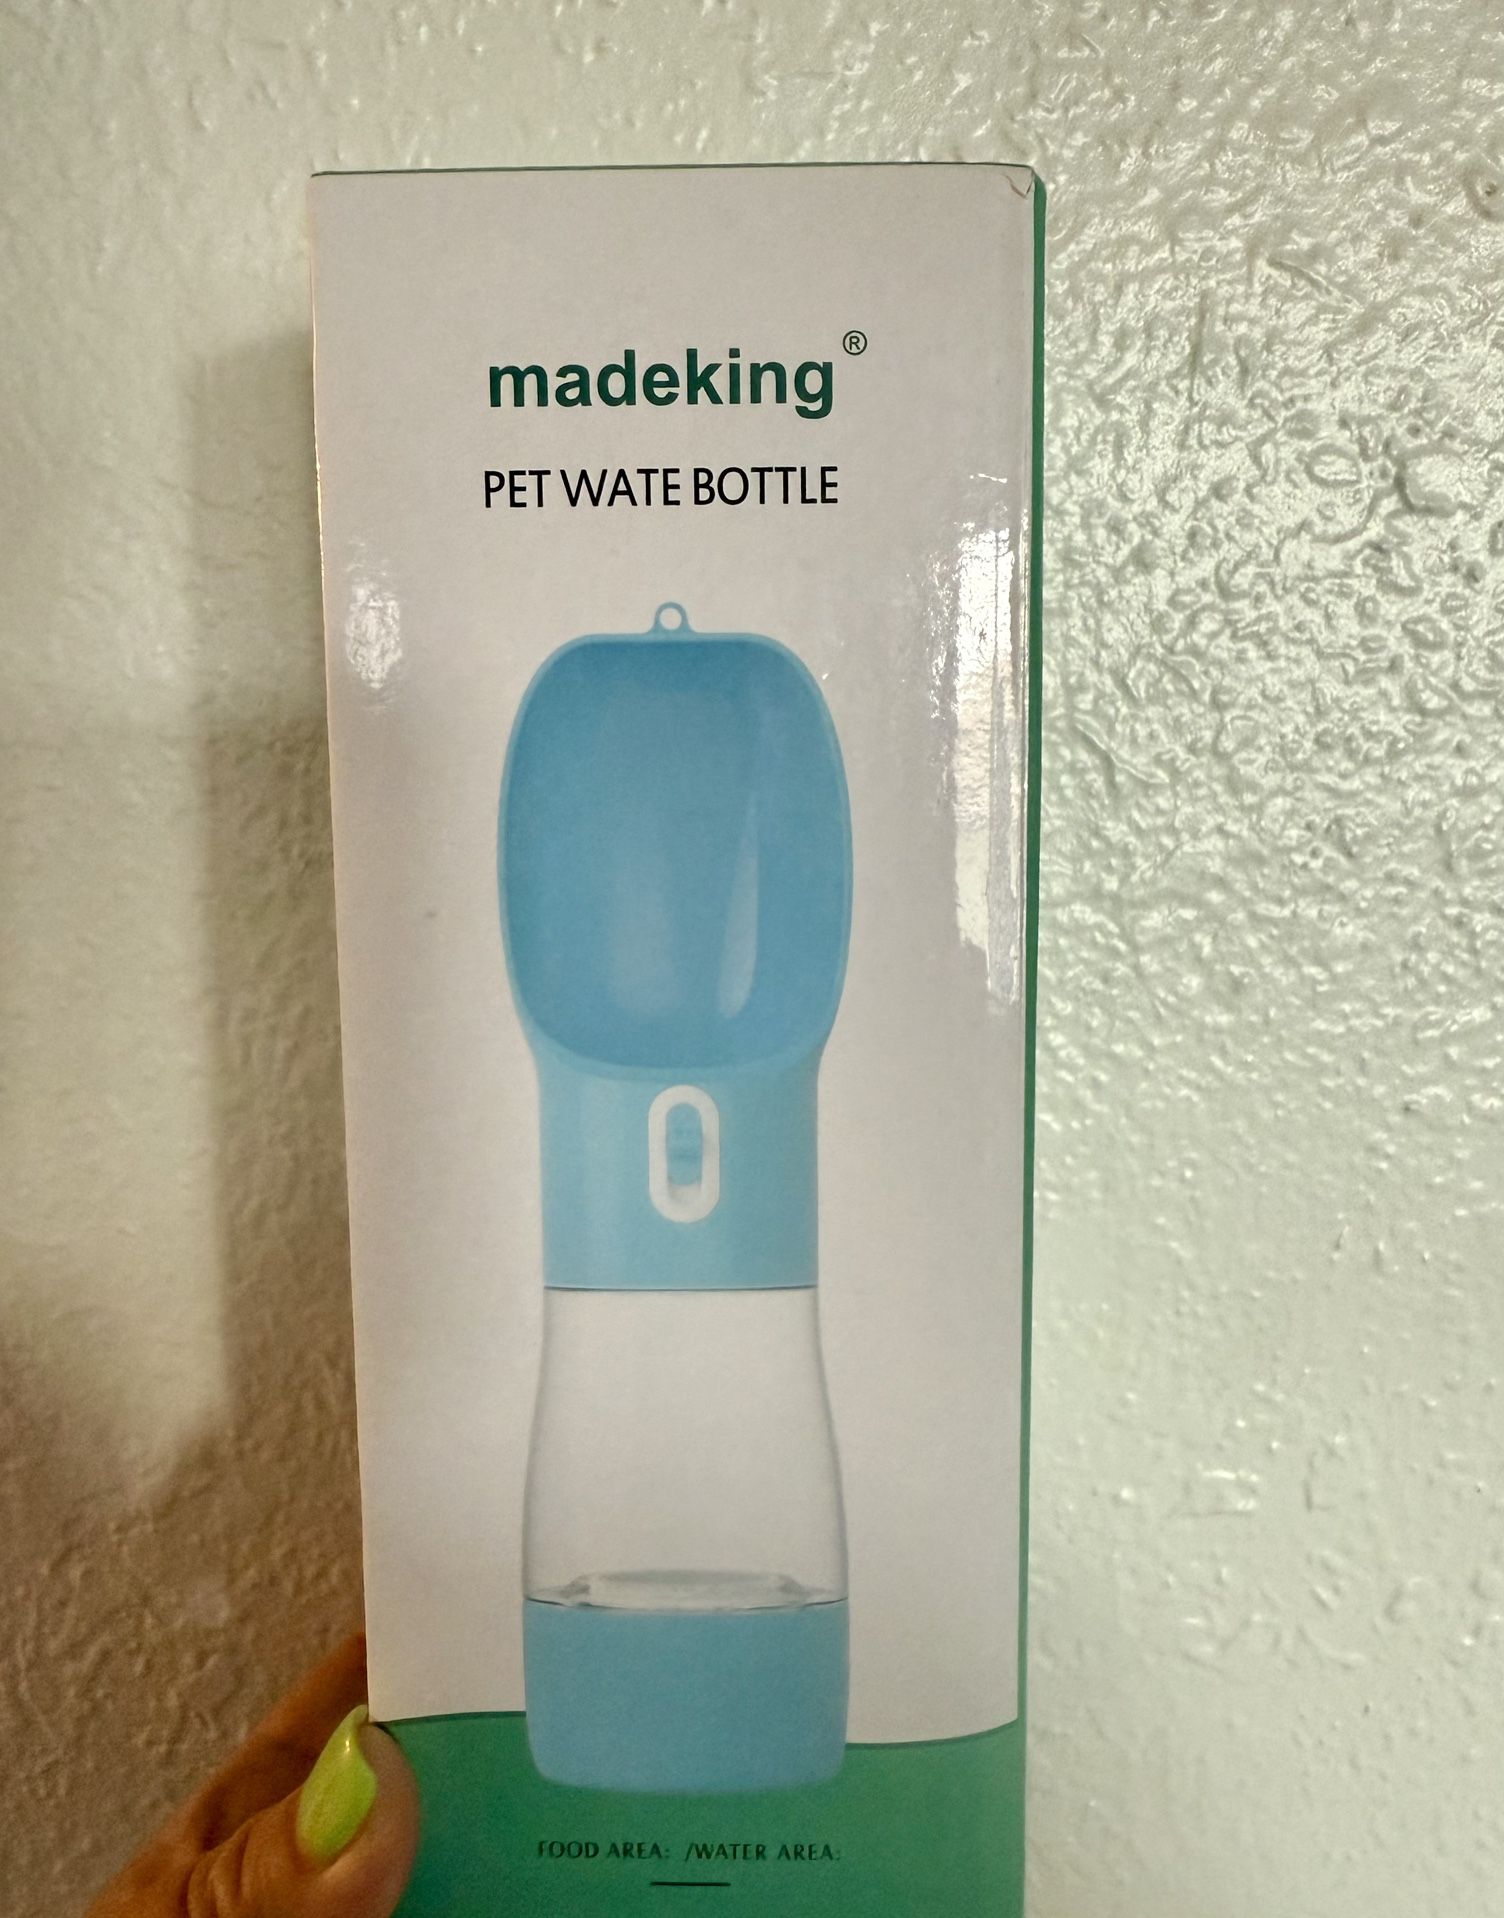 madeking®
PET WATE BOTTLE
FOOD AREA: /WATER AREA: